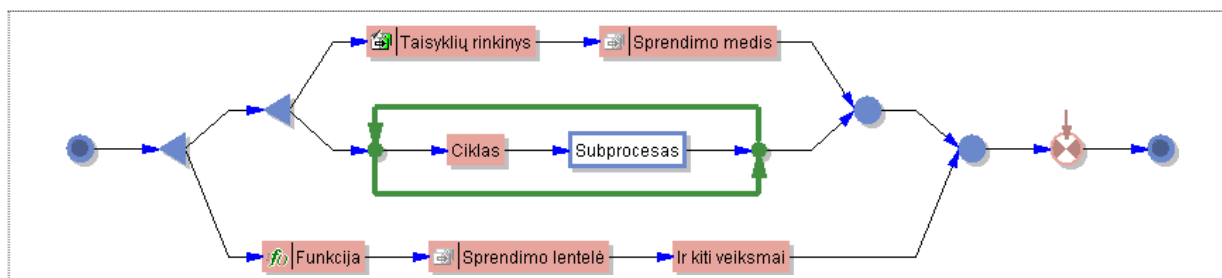 Taisyklių rinkinys
Sprendimo medis
Ciklas
Subprocesas
Funkcija
Sprendimo lentelė
Ir kiti veiksmai